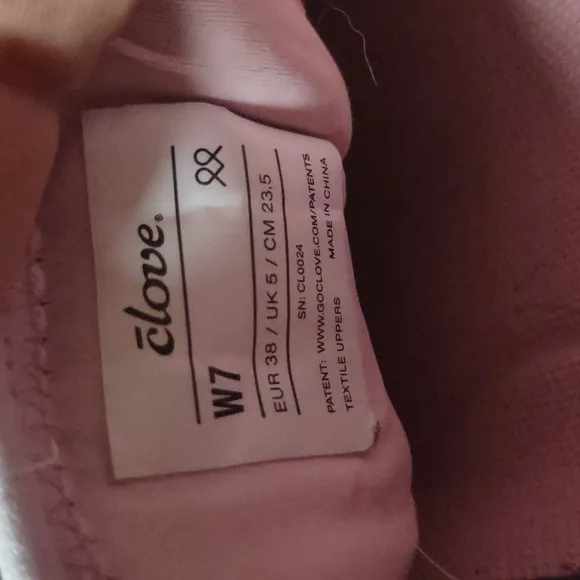 clove®
W7
EUR 38 / UK 5 / CM 23.5
SN: CL0024
PATENT: WWW.GOCLOVE.COM/PATENTS
TEXTILE UPPERS MADE IN CHINA